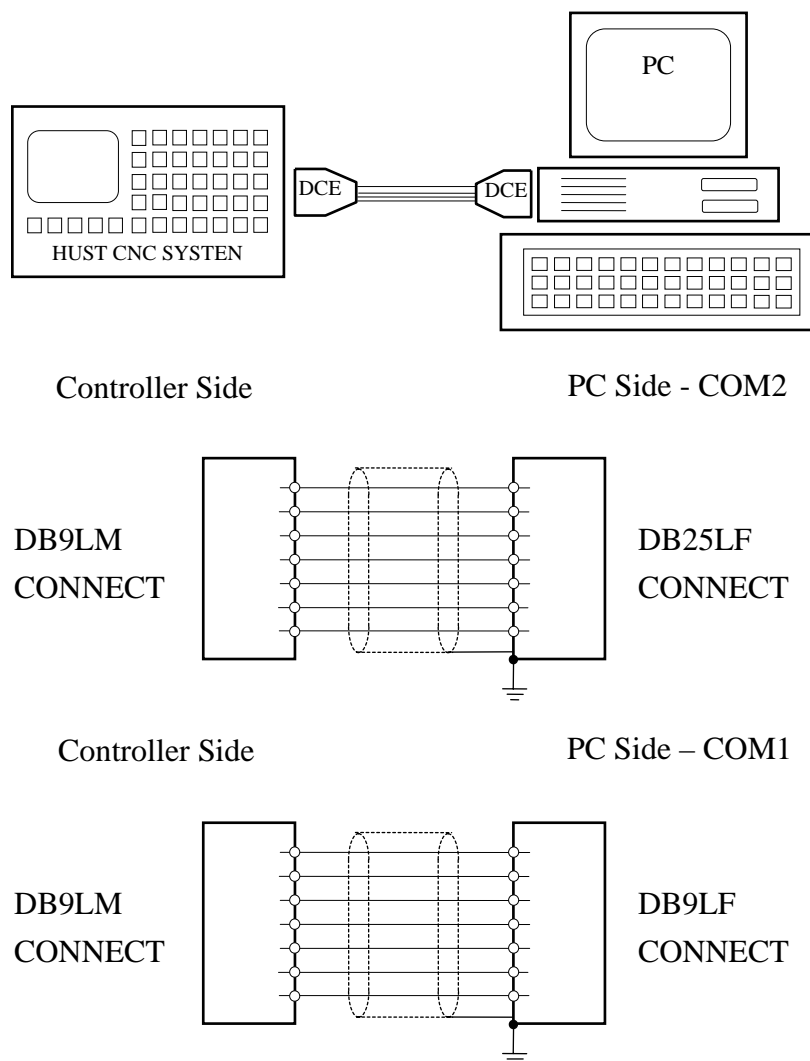 PC
DCE
DCE
HUST CNC SYSTEN
Controller Side
PC Side - COM2
DB9LM
CONNECT
DB25LF
CONNECT
Controller Side
PC Side – COM1
DB9LM
CONNECT
DB9LF
CONNECT